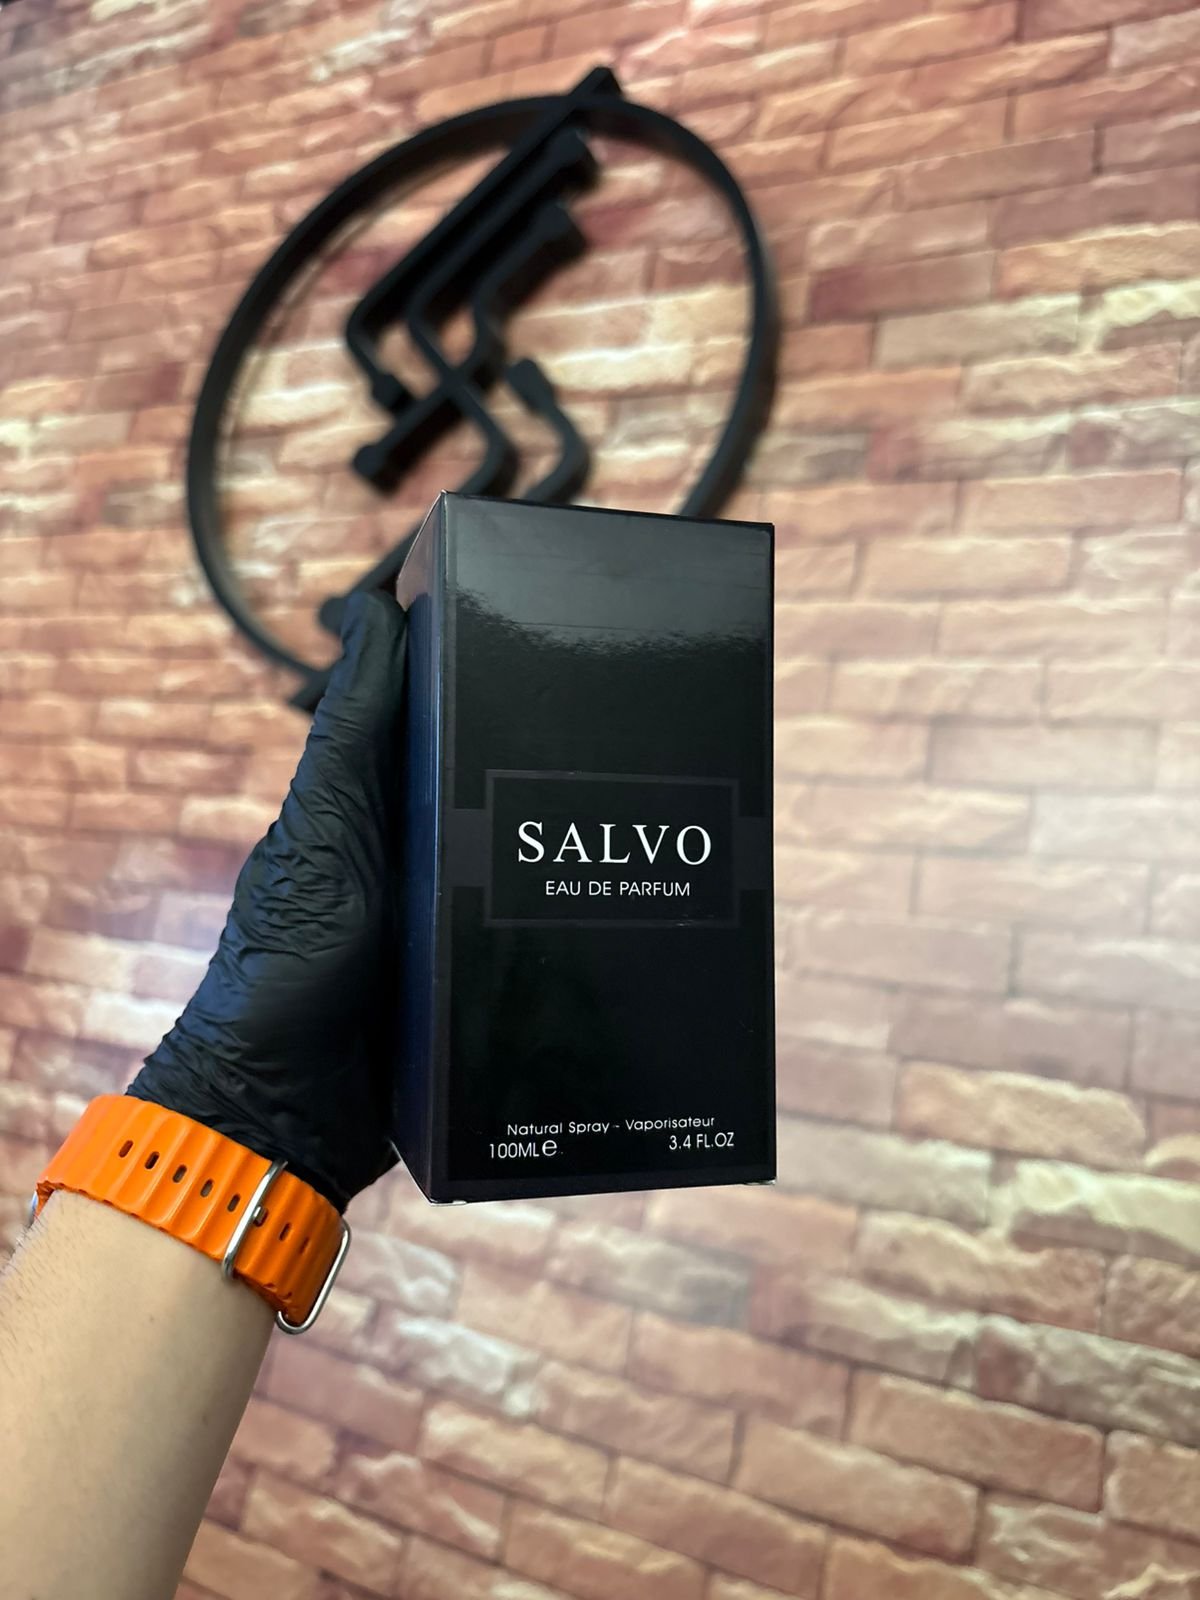 SALVO
EAU DE PARFUM
Natural Spray - Vaporisateur
100ML℮ 3.4 FL.OZ